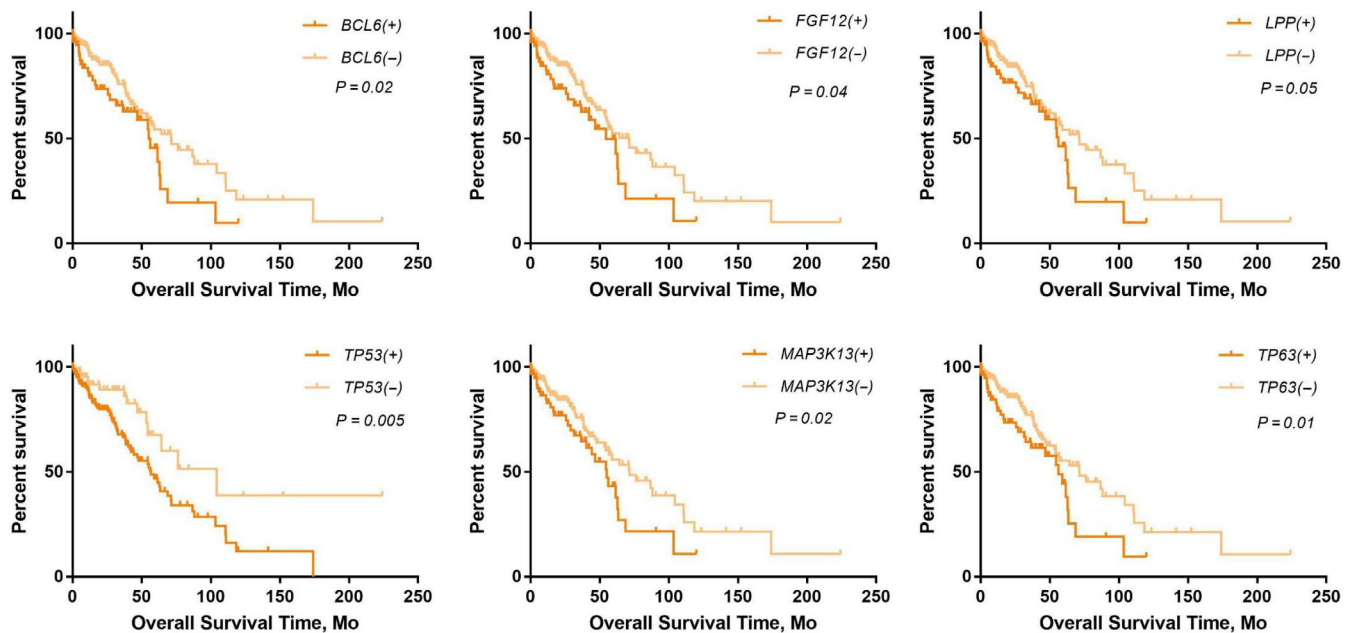 BCL6(+)
BCL6(–)
P = 0.02
100
50
0
Percent survival
0 50 100 150 200 250
Overall Survival Time, Mo
FGF12(+)
FGF12(–)
P = 0.04
100
50
0
Percent survival
0 50 100 150 200 250
Overall Survival Time, Mo
LPP(+)
LPP(–)
P = 0.05
100
50
0
Percent survival
0 50 100 150 200 250
Overall Survival Time, Mo
TP53(+)
TP53(–)
P = 0.005
100
50
0
Percent survival
0 50 100 150 200 250
Overall Survival Time, Mo
MAP3K13(+)
MAP3K13(–)
P = 0.02
100
50
0
Percent survival
0 50 100 150 200 250
Overall Survival Time, Mo
TP63(+)
TP63(–)
P = 0.01
100
50
0
Percent survival
0 50 100 150 200 250
Overall Survival Time, Mo